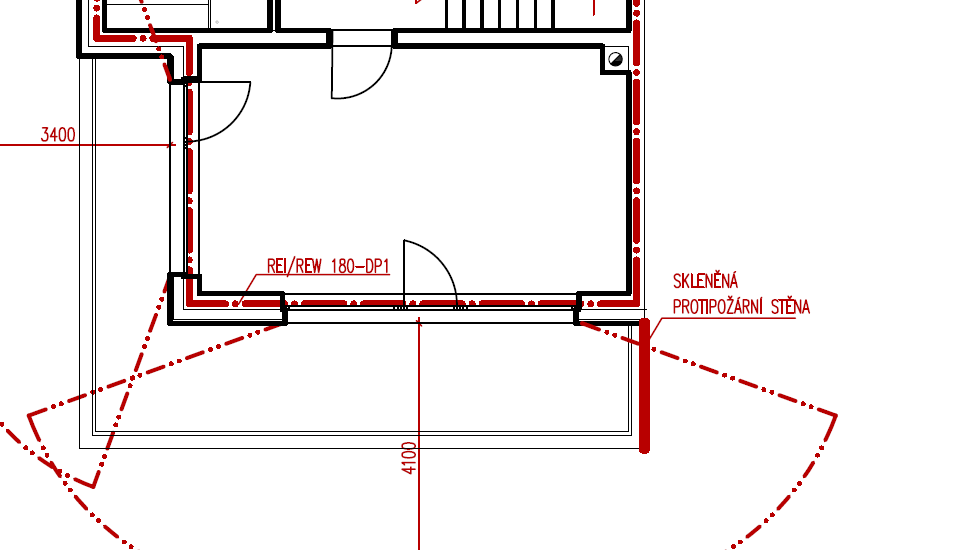 3400
REI/REW 180-DP1
SKLENĚNÁ
PROTIPOŽÁRNÍ STĚNA
4100